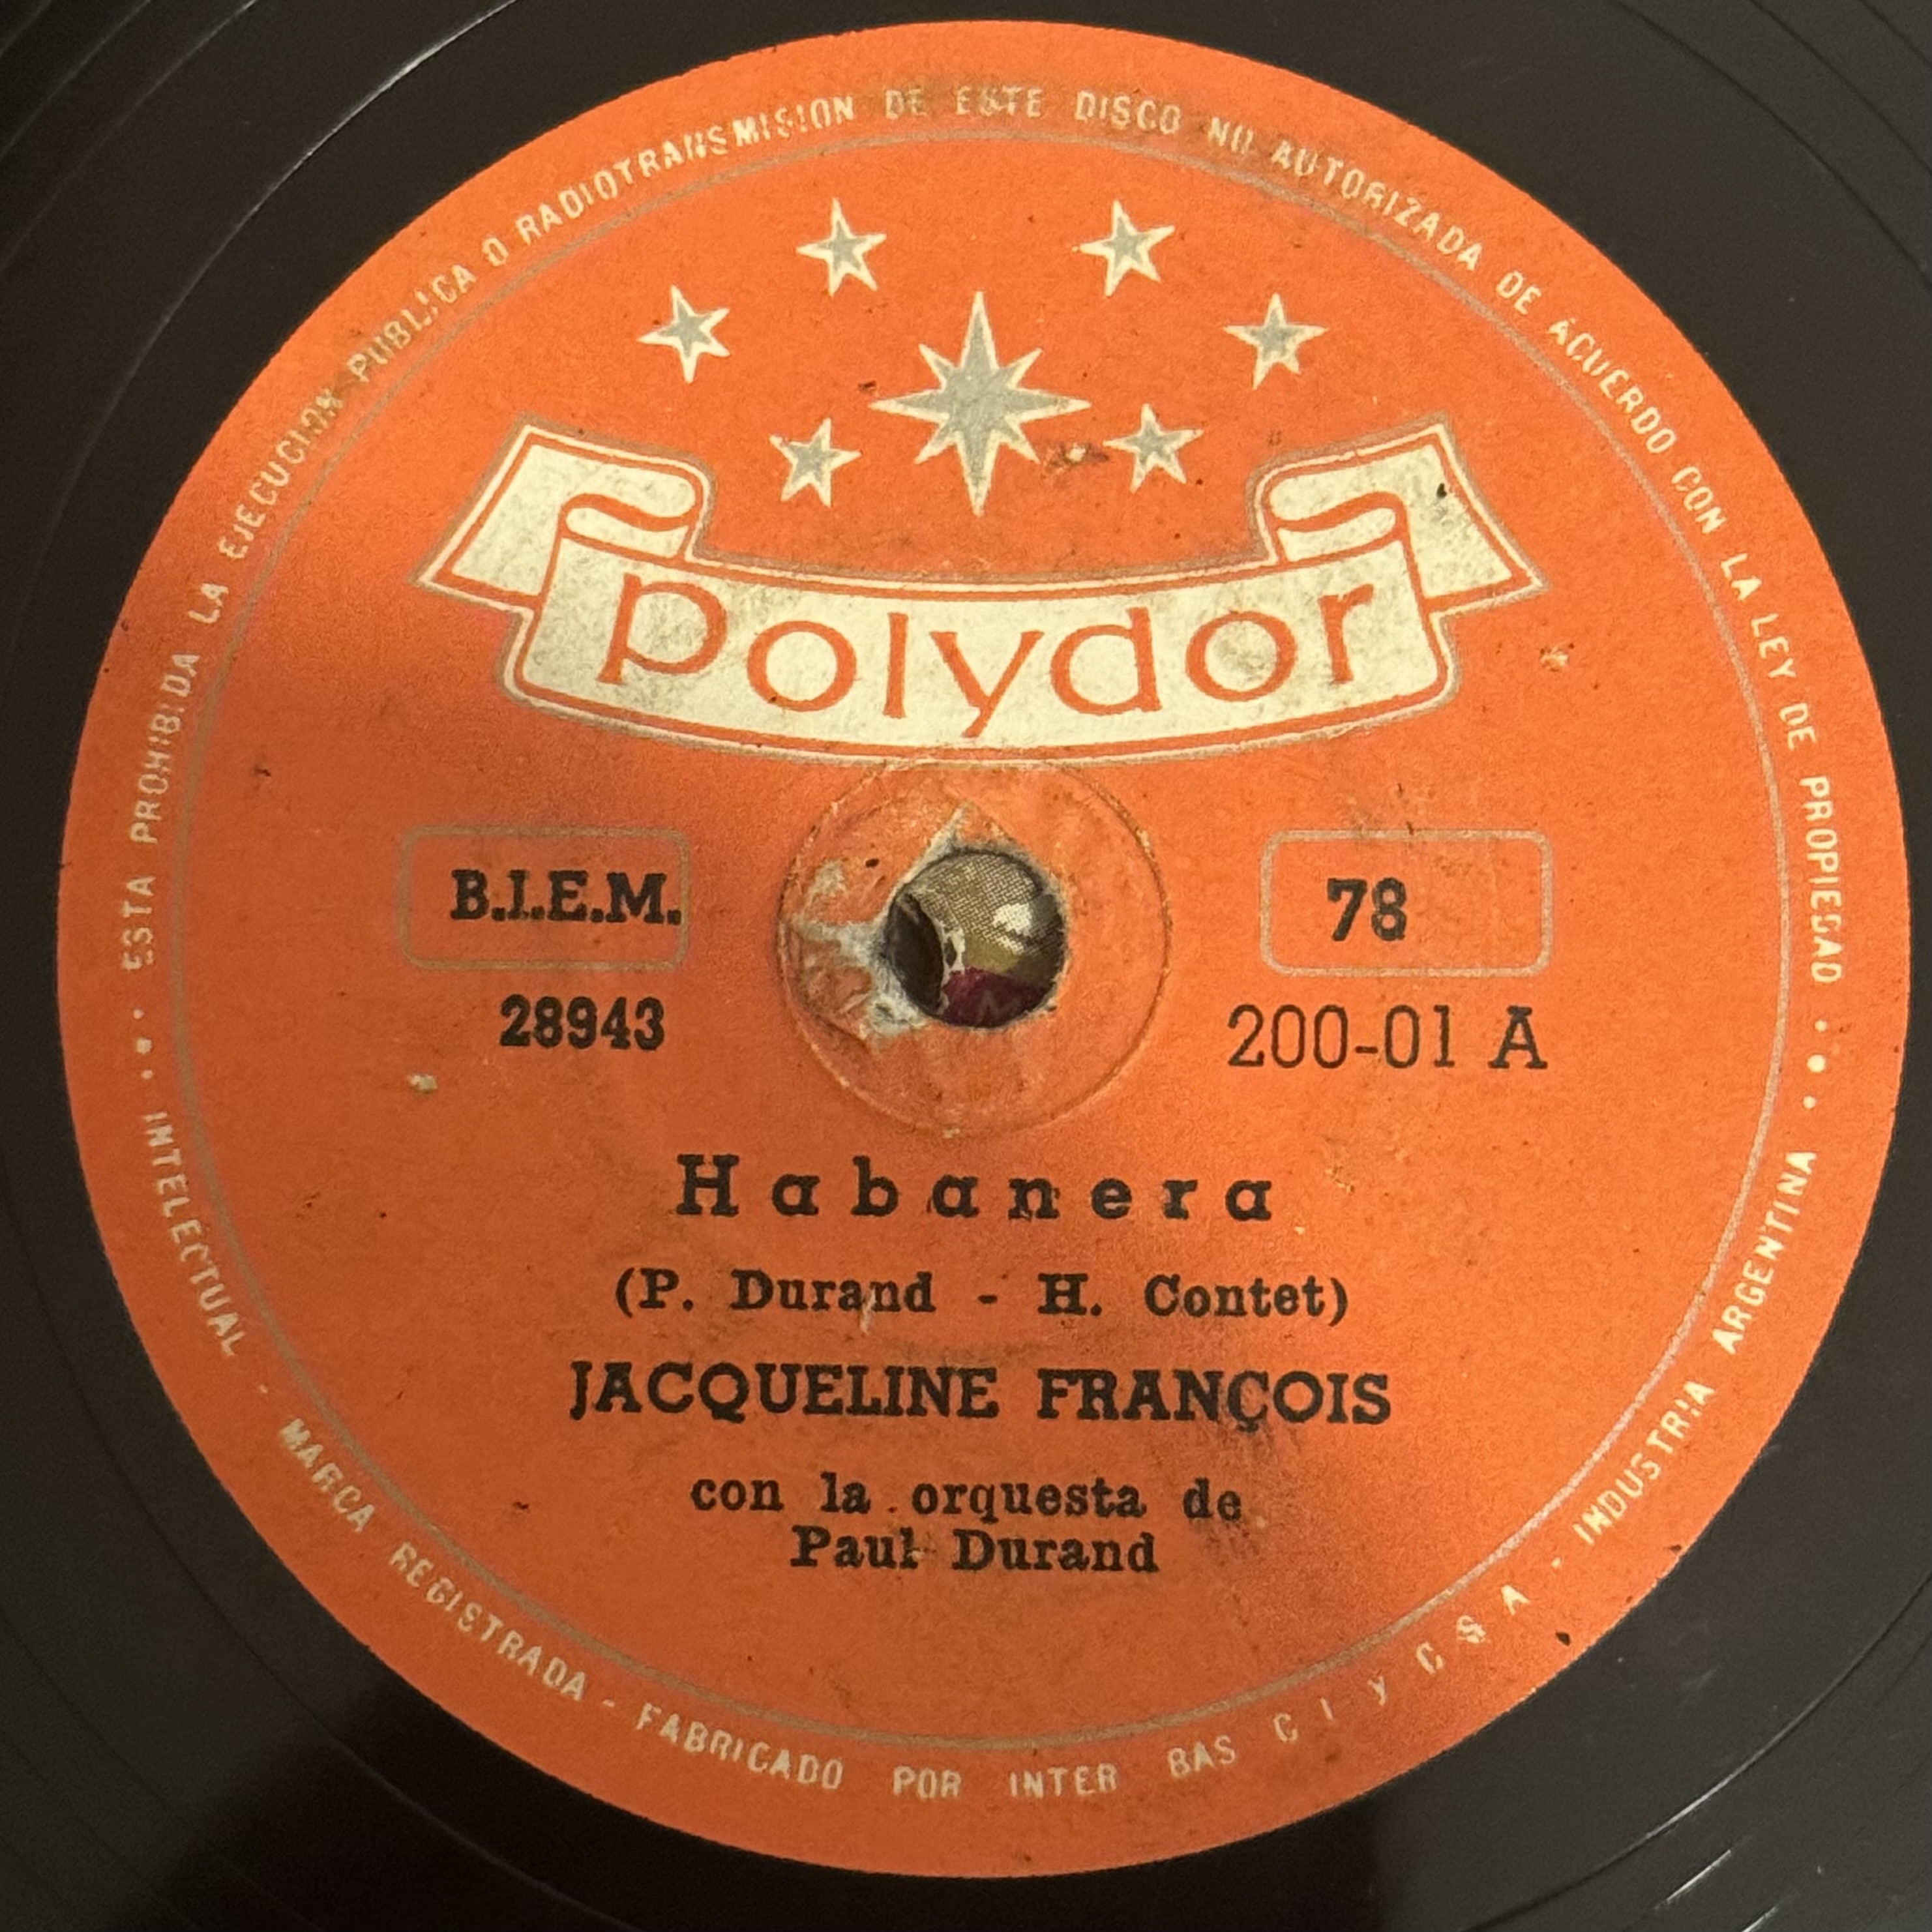 ESTA PROHIBIDA LA EJECUCION PUBLICA O RADIOTRANSMISION DE ESTE DISCO NO AUTORIZADA DE ACUERDO CON LA LEY DE PROPIEDAD
polydor
B.I.E.M.
78
28943
200-01 A
Habanera
(P. Durand - H. Contet)
JACQUELINE FRANÇOIS
con la orquesta de
Paul Durand
INTELECTUAL - MARCA REGISTRADA - FABRICADO POR INTER BAS C I y C S A - INDUSTRIA ARGENTINA